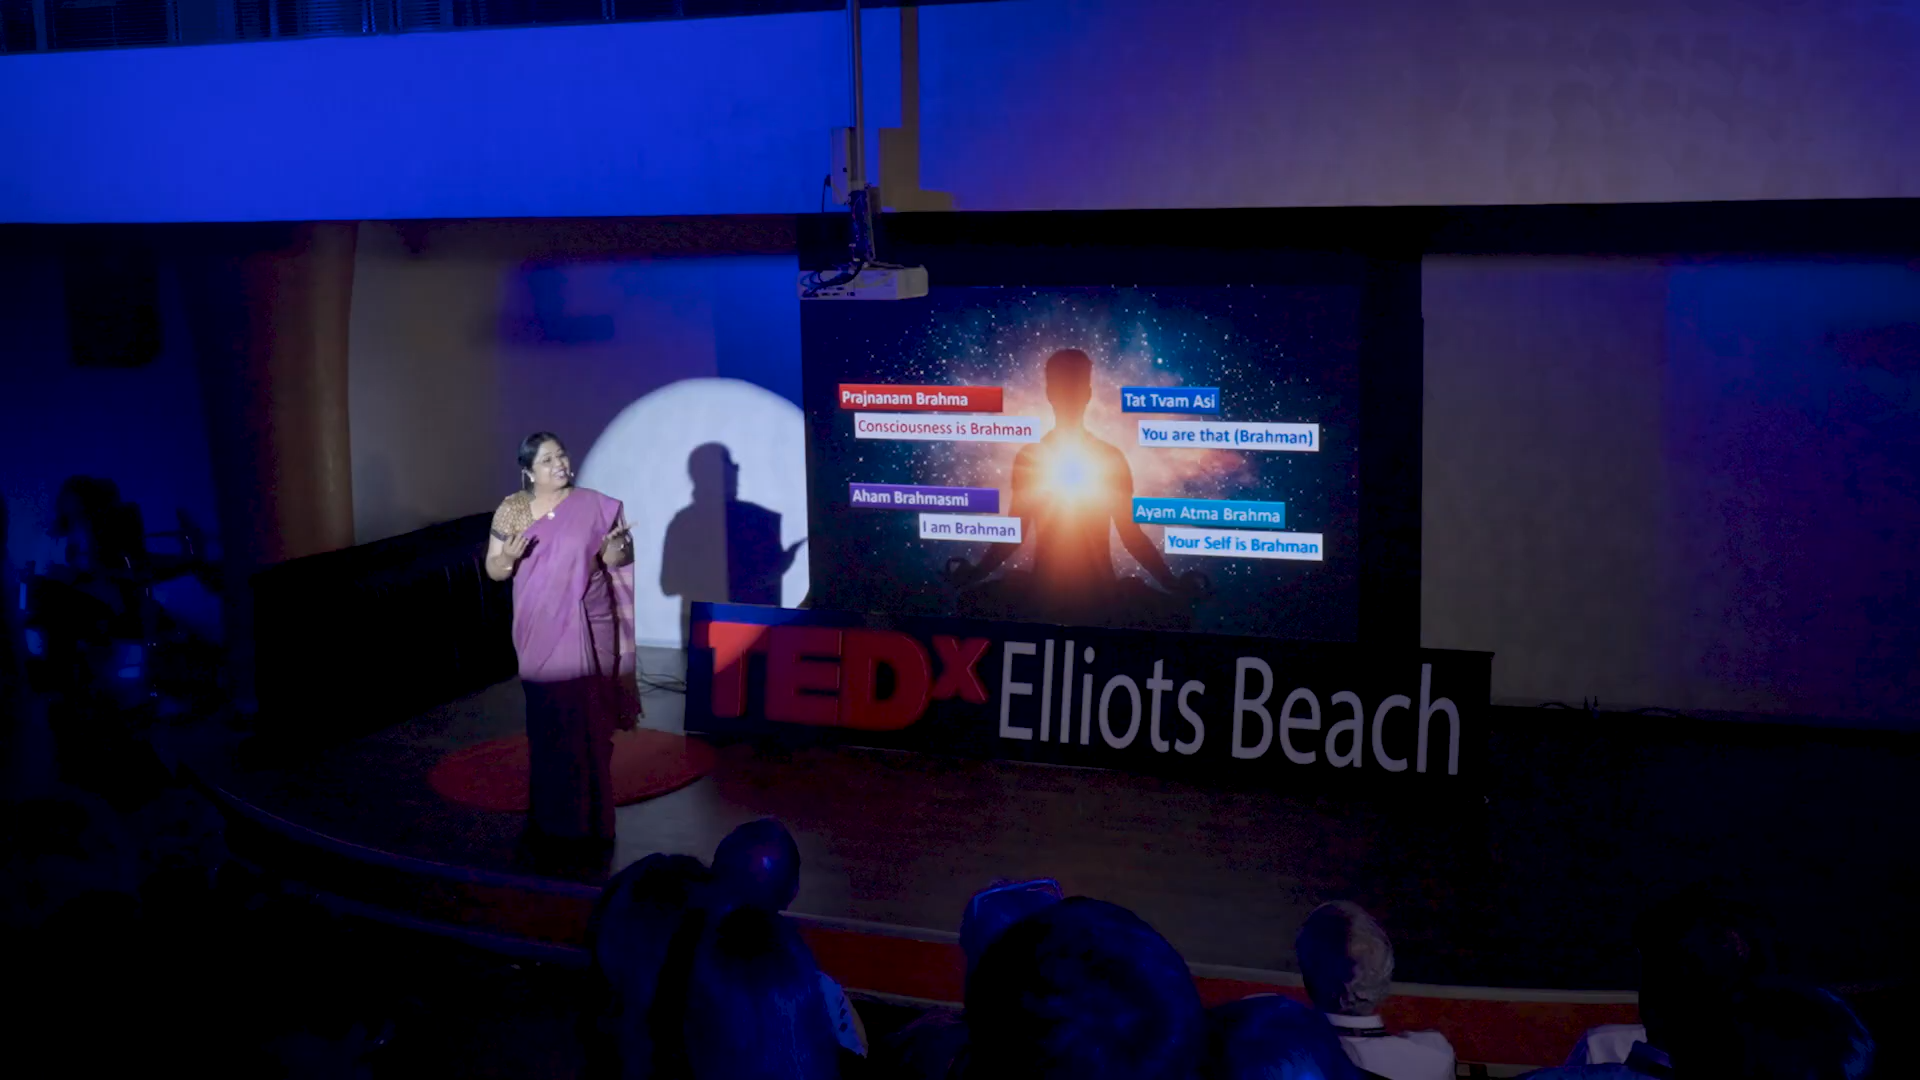 Prajnanam Brahma
Consciousness is Brahman
Tat Tvam Asi
You are that (Brahman)
Aham Brahmasmi
I am Brahman
Ayam Atma Brahma
Your Self is Brahman
TEDx Elliots Beach